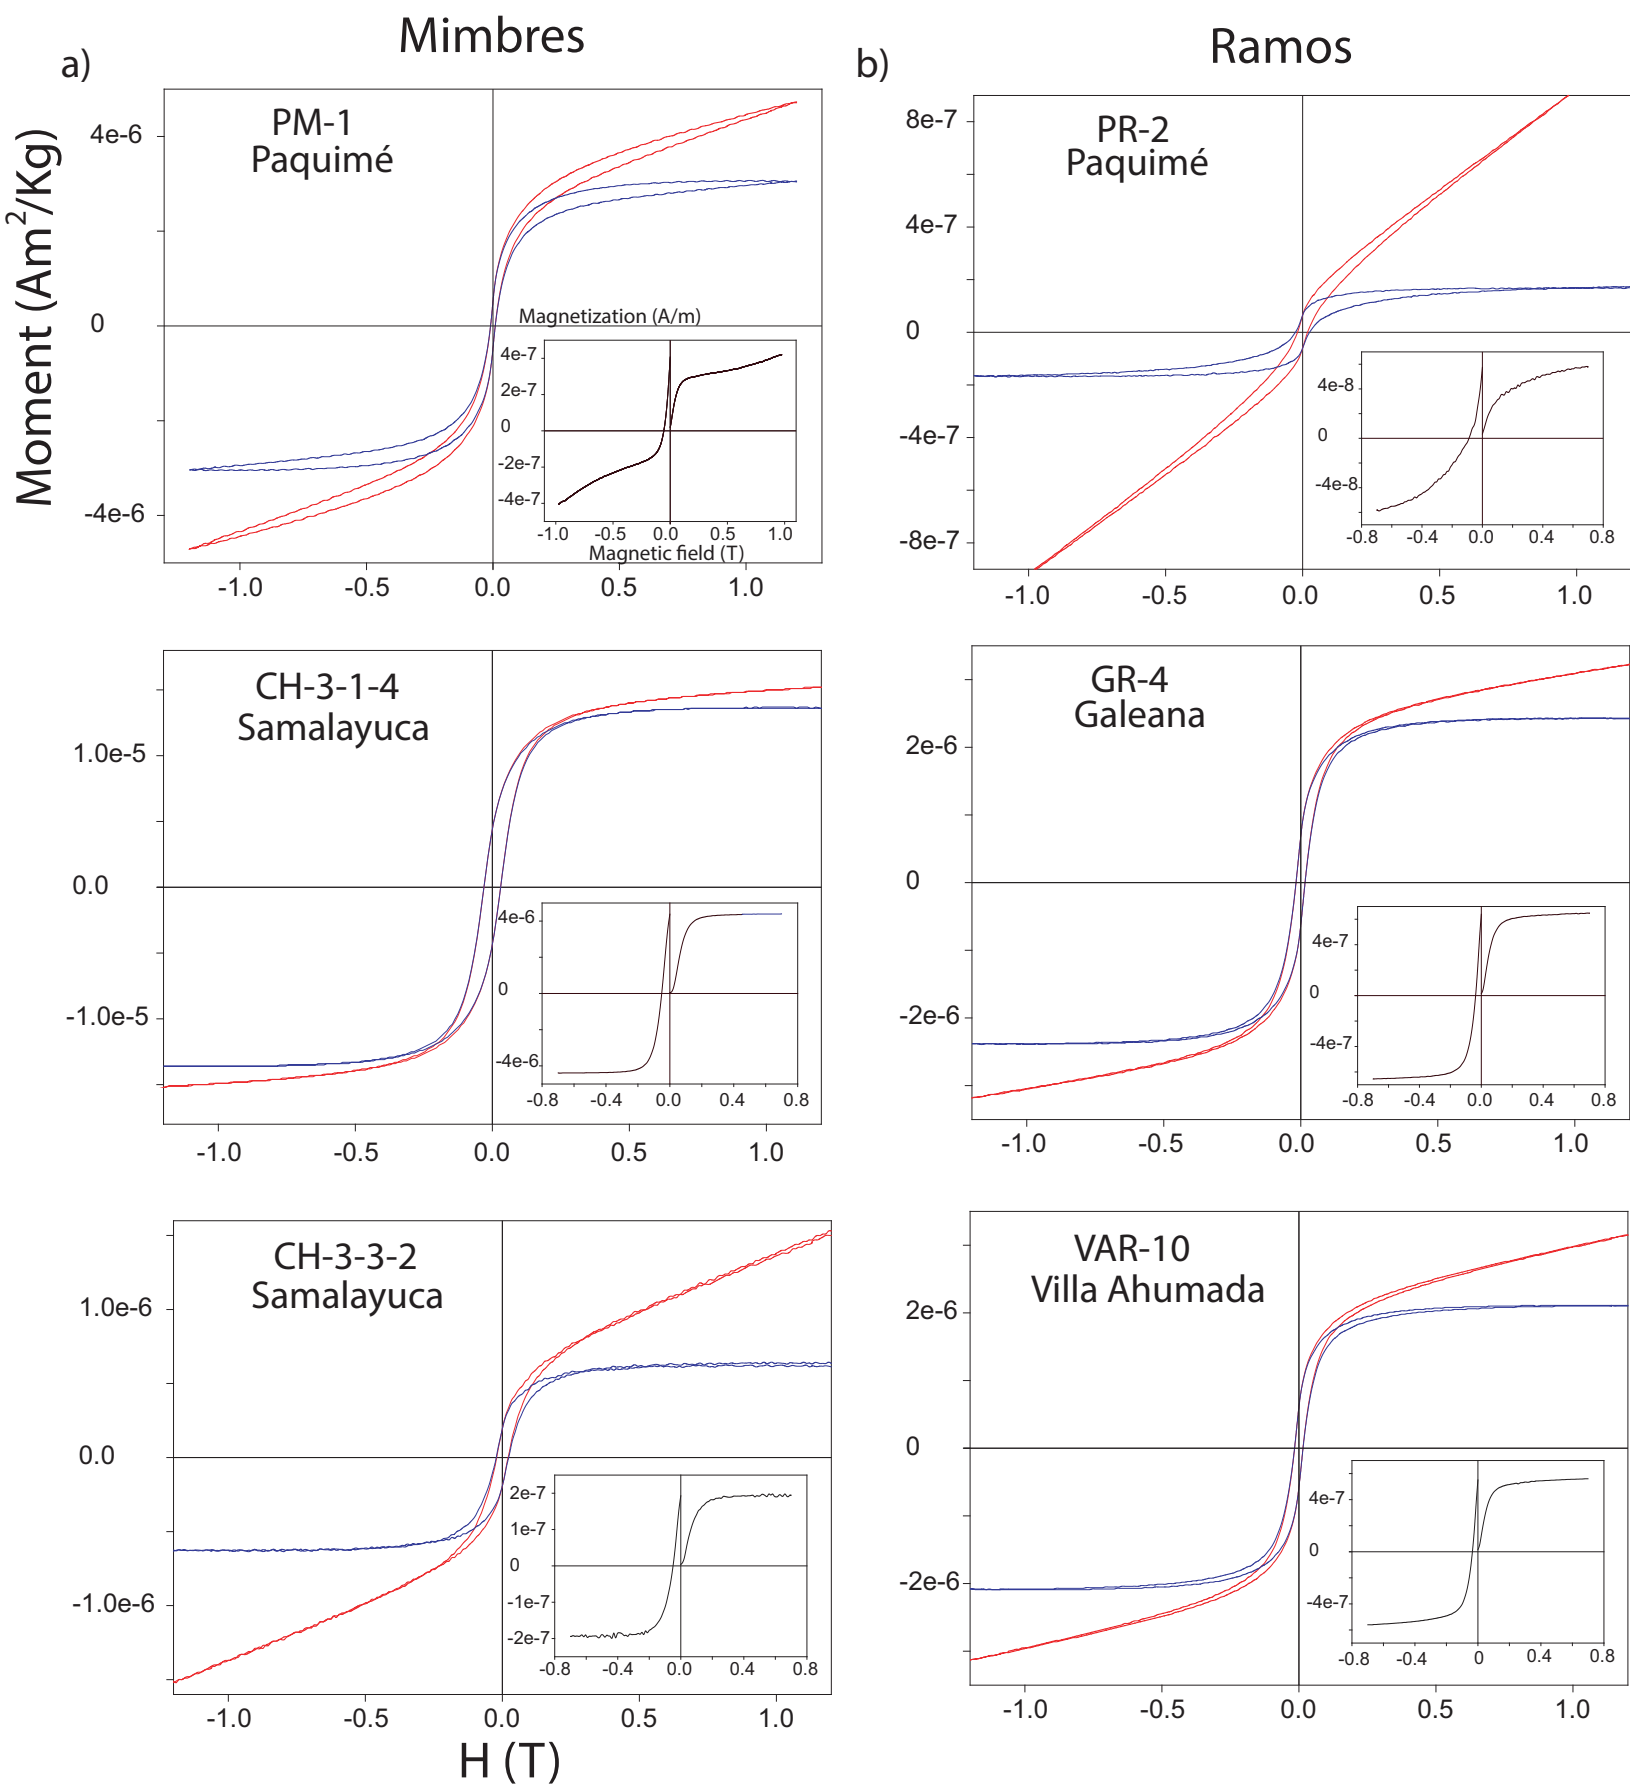 Mimbres
Ramos
a)
b)
Moment (Am²/Kg)
PM-1
Paquimé
4e-6
0
-4e-6
-1.0
-0.5
0.0
0.5
1.0
Magnetization (A/m)
4e-7
2e-7
0
-2e-7
-4e-7
-1.0
-0.5
0.0
0.5
1.0
Magnetic field (T)
PR-2
Paquimé
8e-7
4e-7
0
-4e-7
-8e-7
-1.0
-0.5
0.0
0.5
1.0
4e-8
0
-4e-8
-0.8
-0.4
0.0
0.4
0.8
CH-3-1-4
Samalayuca
1.0e-5
0.0
-1.0e-5
-1.0
-0.5
0.0
0.5
1.0
4e-6
0
-4e-6
-0.8
-0.4
0.0
0.4
0.8
GR-4
Galeana
2e-6
0
-2e-6
-1.0
-0.5
0.0
0.5
1.0
4e-7
0
-4e-7
-0.8
-0.4
0.0
0.4
0.8
CH-3-3-2
Samalayuca
1.0e-6
0.0
-1.0e-6
-1.0
-0.5
0.0
0.5
1.0
2e-7
1e-7
0
-1e-7
-2e-7
-0.8
-0.4
0.0
0.4
0.8
VAR-10
Villa Ahumada
2e-6
0
-2e-6
-1.0
-0.5
0.0
0.5
1.0
4e-7
0
-4e-7
-0.8
-0.4
0
0.4
0.8
H (T)